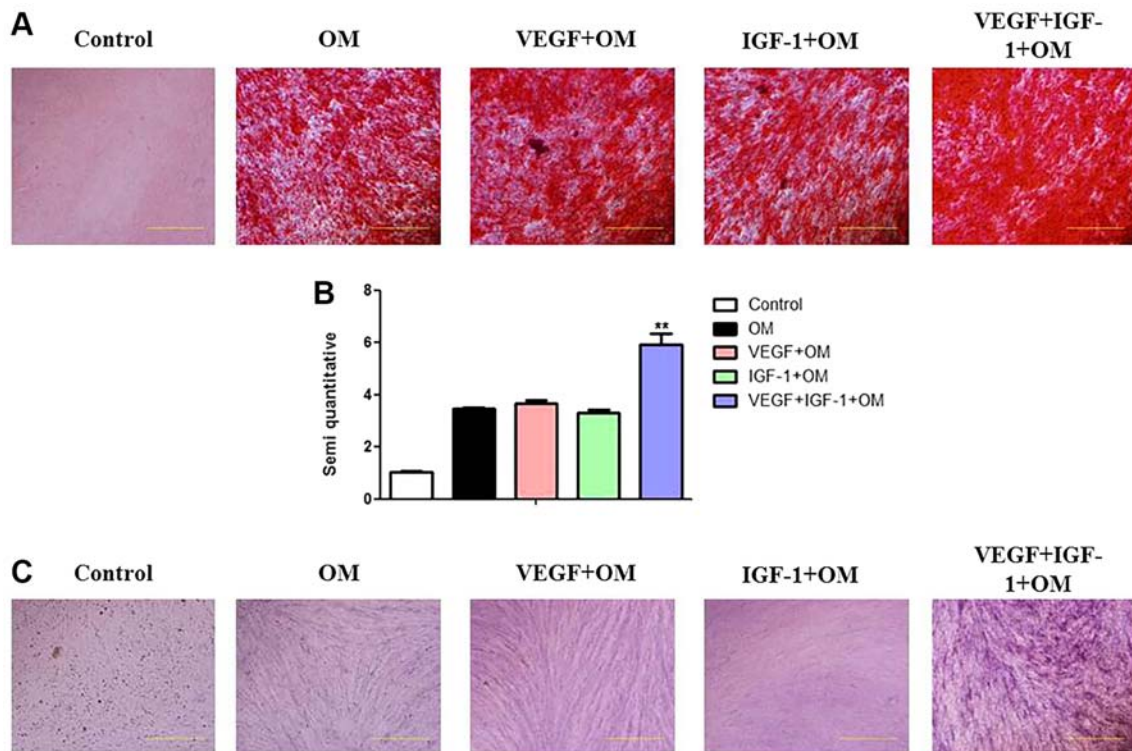 A
Control
OM
VEGF+OM
IGF-1+OM
VEGF+IGF-
1+OM
B
8
6
4
2
0
Semi quantitative
**
Control
OM
VEGF+OM
IGF-1+OM
VEGF+IGF-1+OM
C
Control
OM
VEGF+OM
IGF-1+OM
VEGF+IGF-
1+OM